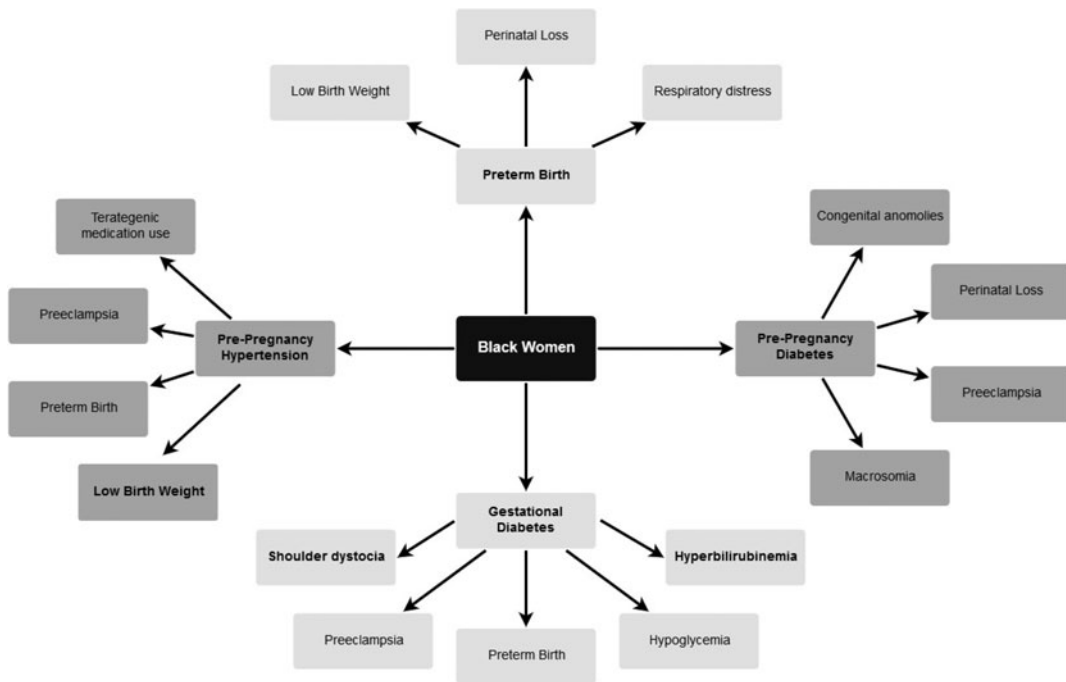 Perinatal Loss
Low Birth Weight
Respiratory distress
Preterm Birth
Terategenic
medication use
Congenital anomolies
Preeclampsia
Perinatal Loss
Pre-Pregnancy
Hypertension
Black Women
Pre-Pregnancy
Diabetes
Preterm Birth
Preeclampsia
Low Birth Weight
Macrosomia
Gestational
Diabetes
Shoulder dystocia
Hyperbilirubinemia
Preeclampsia
Preterm Birth
Hypoglycemia